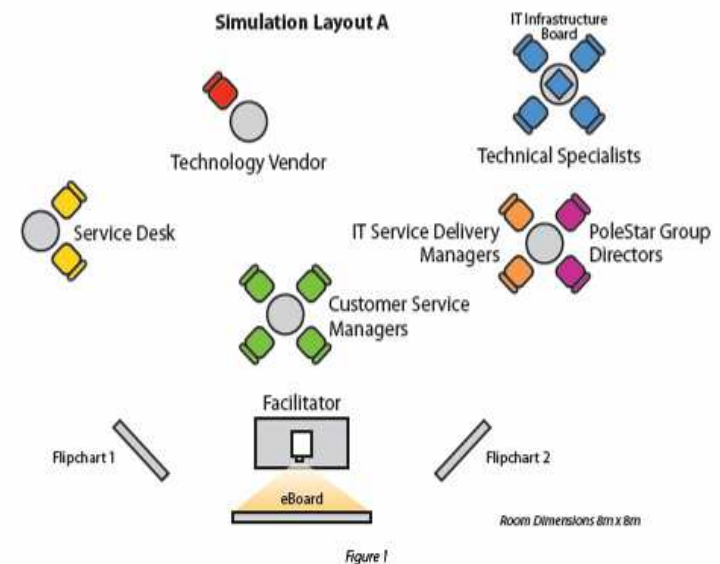 Simulation Layout A
IT Infrastructure
Board
Technology Vendor
Technical Specialists
Service Desk
IT Service Delivery
Managers
PoleStar Group
Directors
Customer Service
Managers
Facilitator
Flipchart 1
Flipchart 2
eBoard
Room Dimensions 8m x 8m
Figure 1